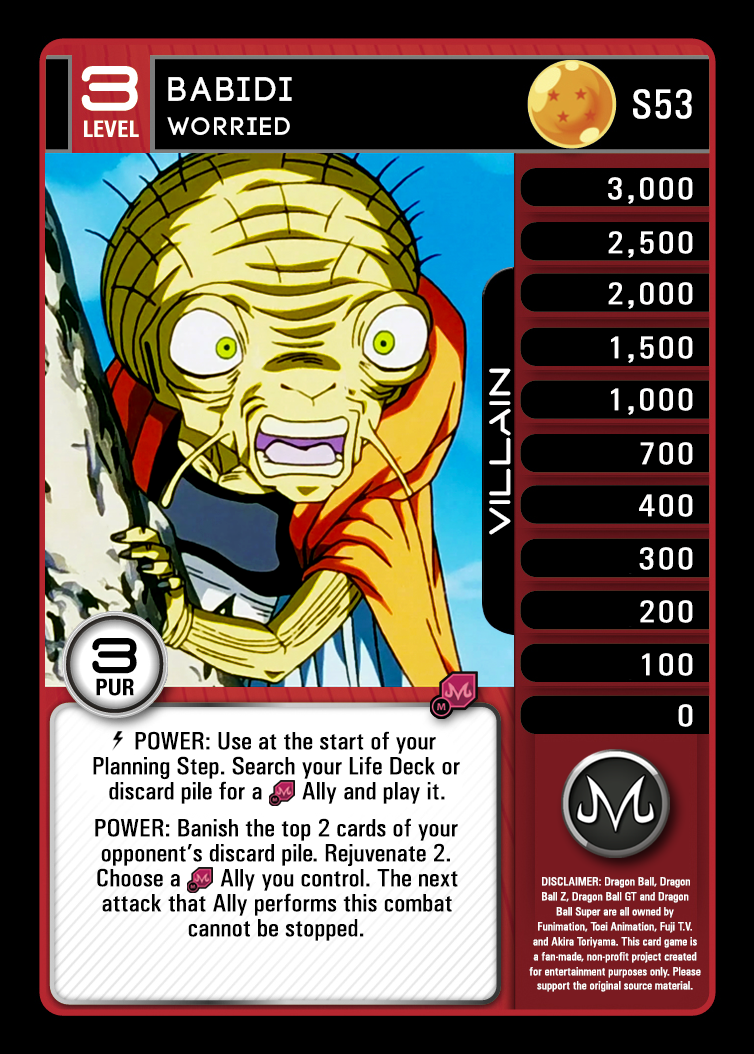 3
LEVEL
BABIDI
WORRIED
S53
3,000
2,500
2,000
1,500
1,000
700
400
300
200
100
0
VILLAIN
3
PUR
M
POWER: Use at the start of your
Planning Step. Search your Life Deck or
discard pile for a M Ally and play it.
POWER: Banish the top 2 cards of your
opponent's discard pile. Rejuvenate 2.
Choose a M Ally you control. The next
attack that Ally performs this combat
cannot be stopped.
M
DISCLAIMER: Dragon Ball, Dragon
Ball Z, Dragon Ball GT and Dragon
Ball Super are all owned by
Funimation, Toei Animation, Fuji T.V.
and Akira Toriyama. This card game is
a fan-made, non-profit project created
for entertainment purposes only. Please
support the original source material.